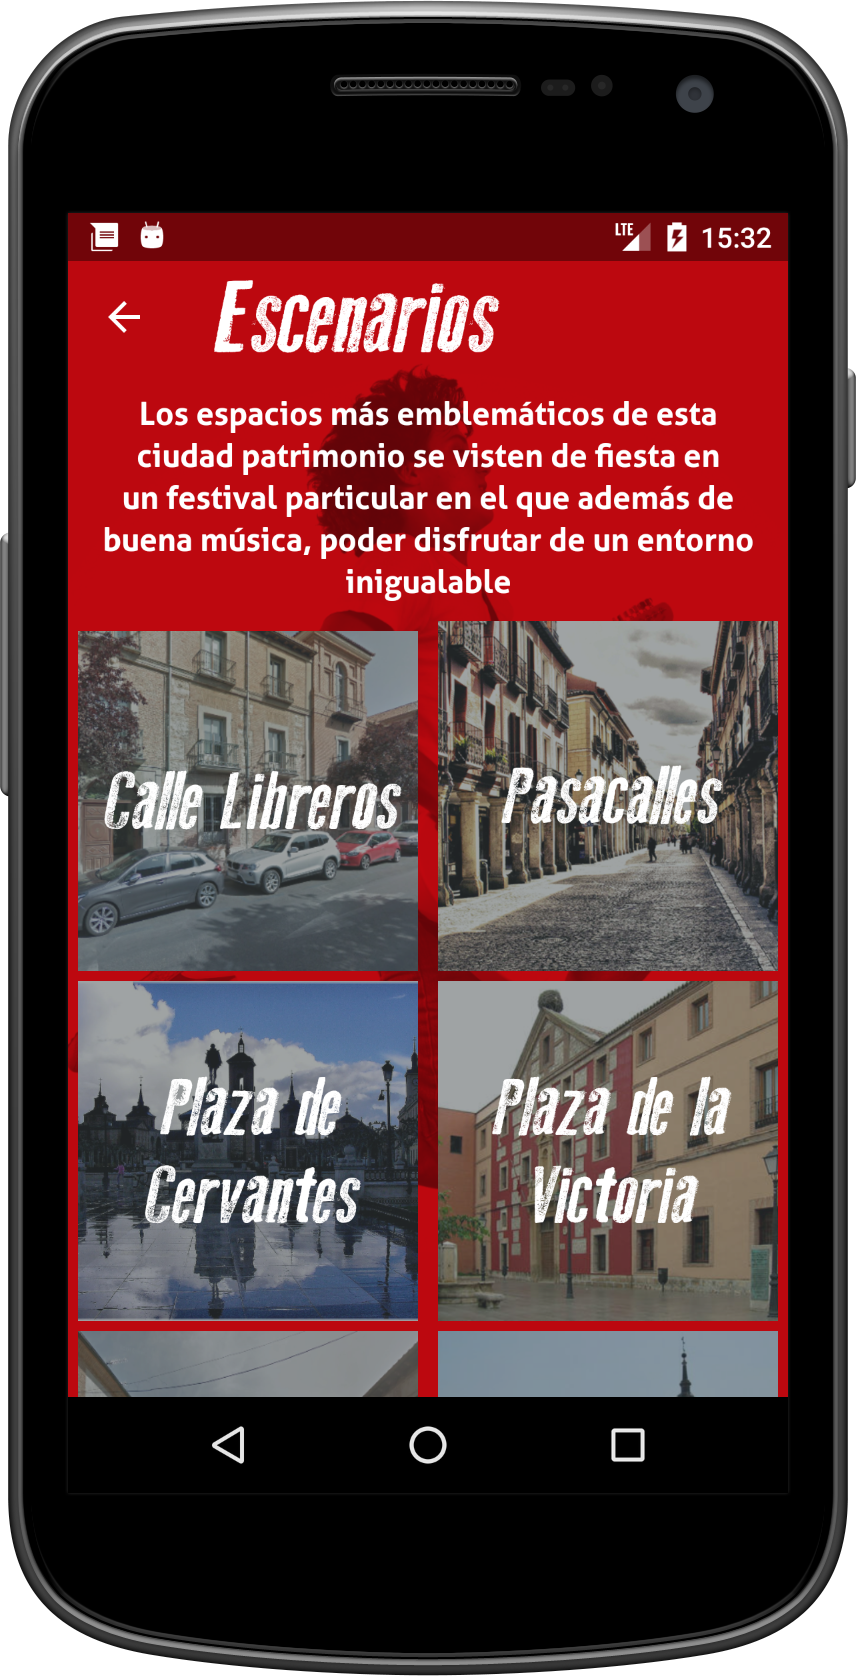 LTE 15:32
Escenarios
Los espacios más emblemáticos de esta
ciudad patrimonio se visten de fiesta en
un festival particular en el que además de
buena música, poder disfrutar de un entorno
inigualable
Calle Libreros
Pasacalles
Plaza de
Cervantes
Plaza de la
Victoria